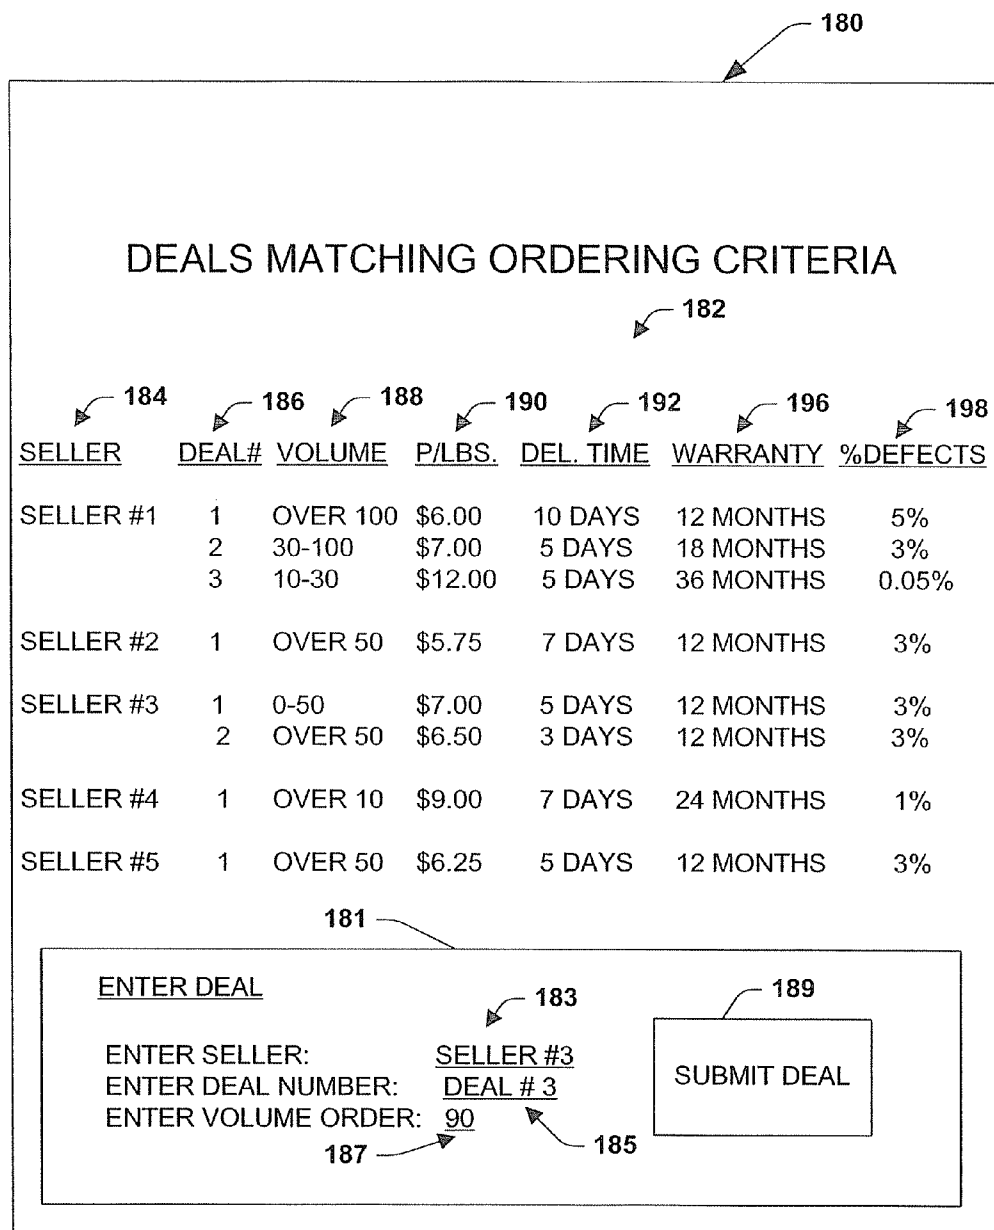 180
DEALS MATCHING ORDERING CRITERIA
182
184 186 188 190 192 196 198
SELLER DEAL# VOLUME P/LBS. DEL. TIME WARRANTY %DEFECTS
SELLER #1 1 OVER 100 $6.00 10 DAYS 12 MONTHS 5%
2 30-100 $7.00 5 DAYS 18 MONTHS 3%
3 10-30 $12.00 5 DAYS 36 MONTHS 0.05%
SELLER #2 1 OVER 50 $5.75 7 DAYS 12 MONTHS 3%
SELLER #3 1 0-50 $7.00 5 DAYS 12 MONTHS 3%
2 OVER 50 $6.50 3 DAYS 12 MONTHS 3%
SELLER #4 1 OVER 10 $9.00 7 DAYS 24 MONTHS 1%
SELLER #5 1 OVER 50 $6.25 5 DAYS 12 MONTHS 3%
181
ENTER DEAL
183 189
ENTER SELLER: SELLER #3
ENTER DEAL NUMBER: DEAL # 3
SUBMIT DEAL
ENTER VOLUME ORDER: 90
187 185